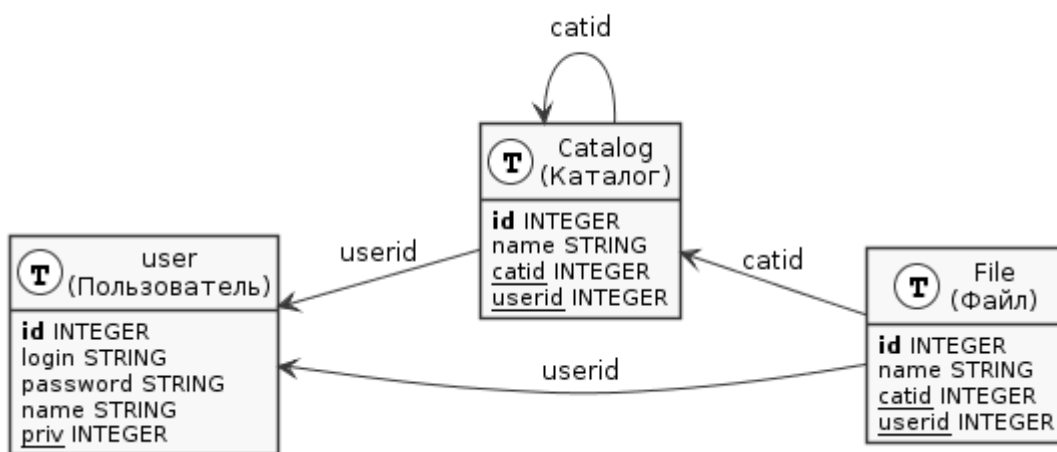 catid
T
Catalog
(Каталог)
id INTEGER
name STRING
catid INTEGER
userid INTEGER
userid
catid
T
user
(Пользователь)
id INTEGER
login STRING
password STRING
name STRING
priv INTEGER
userid
T
File
(Файл)
id INTEGER
name STRING
catid INTEGER
userid INTEGER